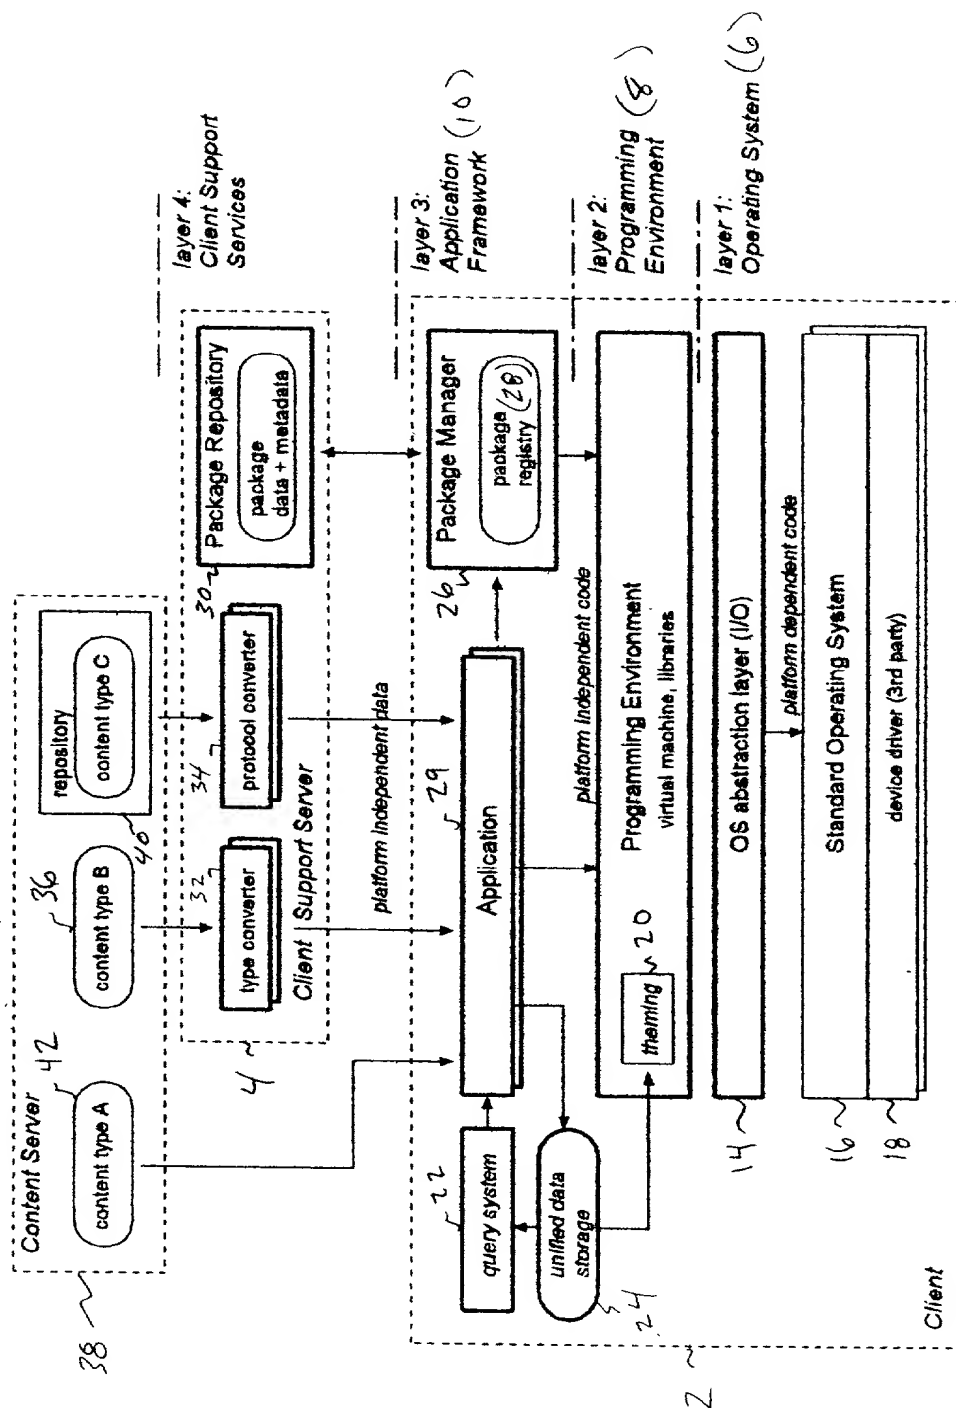 38
Content Server
42
content type A
36
content type B
40
repository
content type C
layer 4:
Client Support
Services
4
32
type converter
34
protocol converter
30
Package Repository
package
data + metadata
Client Support Server
platform independent data
layer 3:
Application (10)
Framework
22
query system
29
Application
26
Package Manager
package
registry (28)
unified data
storage
24
platform independent code
layer 2:
Programming (8)
Environment
theming
20
Programming Environment
virtual machine, libraries
layer 1:
Operating System (6)
14
OS abstraction layer (I/O)
platform dependent code
16
Standard Operating System
18
device driver (3rd party)
Client
2